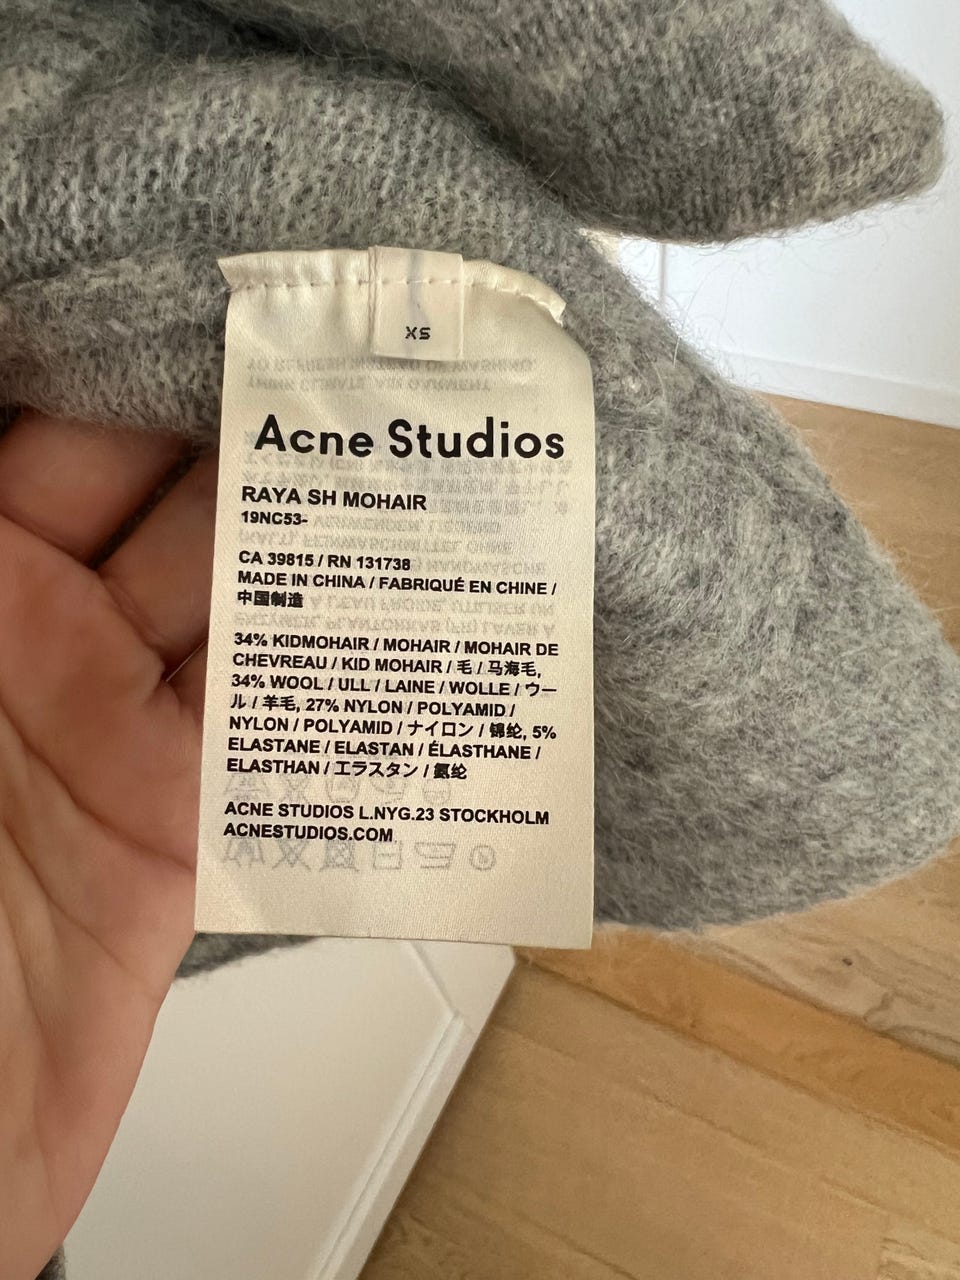 XS
Acne Studios
RAYA SH MOHAIR
19NC53-
CA 39815 / RN 131738
MADE IN CHINA / FABRIQUÉ EN CHINE /
中国制造
34% KIDMOHAIR / MOHAIR / MOHAIR DE
CHEVREAU / KID MOHAIR / 毛 / 马海毛,
34% WOOL / ULL / LAINE / WOLLE / ウー
ル / 羊毛, 27% NYLON / POLYAMID /
NYLON / POLYAMID / ナイロン / 锦纶, 5%
ELASTANE / ELASTAN / ÉLASTHANE /
ELASTHAN / エラスタン / 氨纶
ACNE STUDIOS L.NYG.23 STOCKHOLM
ACNESTUDIOS.COM